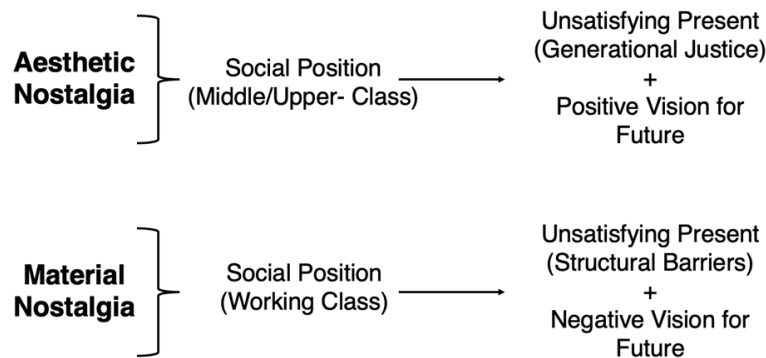 Aesthetic
Nostalgia
Social Position
(Middle/Upper- Class)
Unsatisfying Present
(Generational Justice)
+
Positive Vision for
Future
Material
Nostalgia
Social Position
(Working Class)
Unsatisfying Present
(Structural Barriers)
+
Negative Vision for
Future